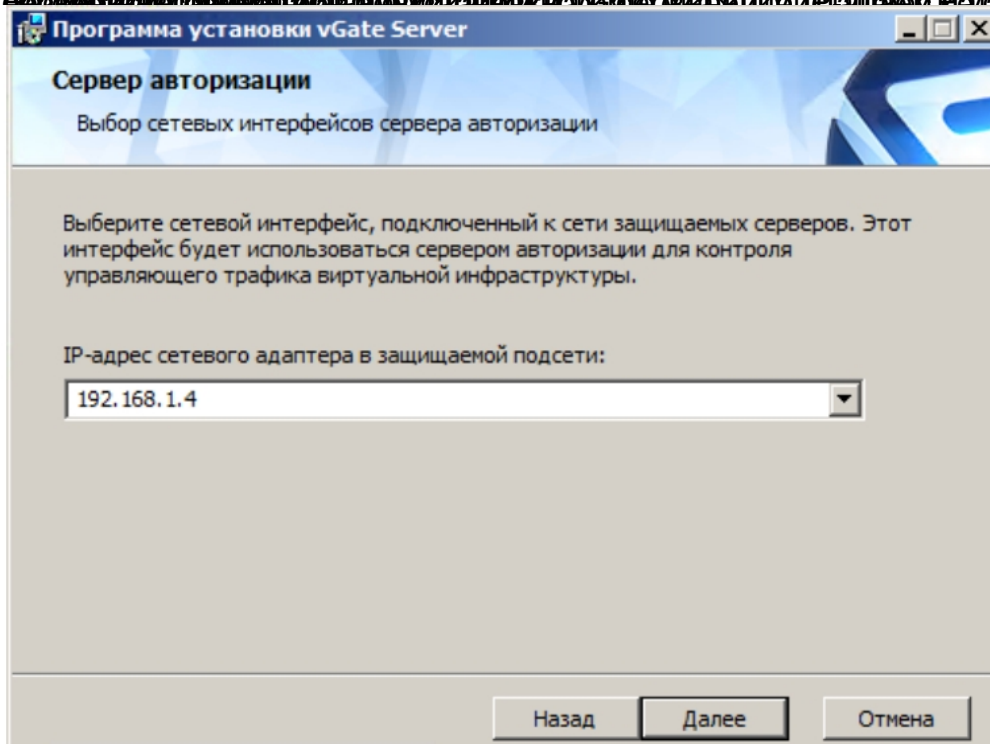 Программа установки vGate Server
Сервер авторизации
Выбор сетевых интерфейсов сервера авторизации
Выберите сетевой интерфейс, подключенный к сети защищаемых серверов. Этот
интерфейс будет использоваться сервером авторизации для контроля
управляющего трафика виртуальной инфраструктуры.
IP-адрес сетевого адаптера в защищаемой подсети:
192.168.1.4
Назад Далее Отмена